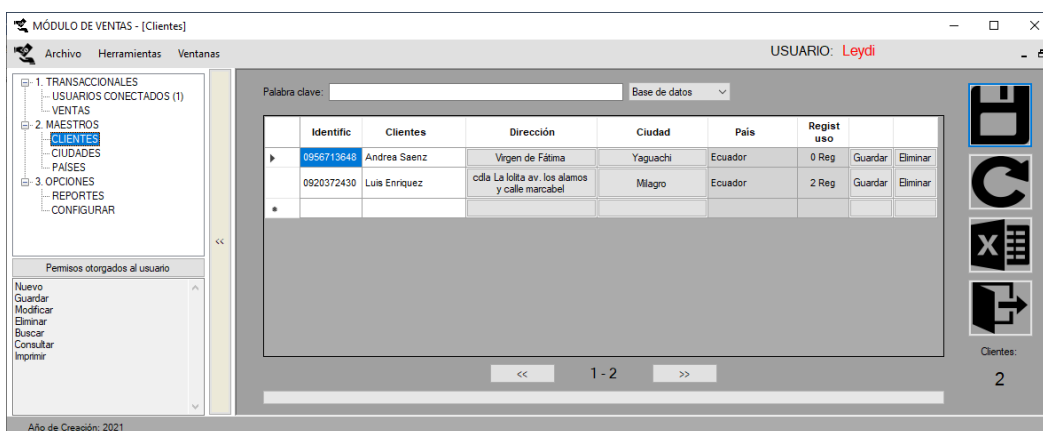 MÓDULO DE VENTAS - [Clientes]
Archivo Herramientas Ventanas USUARIO: Leydi
1. TRANSACCIONALES
USUARIOS CONECTADOS (1)
VENTAS
2. MAESTROS
CLIENTES
CIUDADES
PAÍSES
3. OPCIONES
REPORTES
CONFIGURAR
<<
Permisos otorgados al usuario
Nuevo
Guardar
Modificar
Eliminar
Buscar
Consultar
Imprimir
Palabra clave: Base de datos
Identific Clientes Dirección Ciudad País Regist uso
0956713648 Andrea Saenz Virgen de Fátima Yaguachi Ecuador 0 Reg Guardar Eliminar
0920372430 Luis Enriquez cdla La lolita av. los alamos y calle marcabel Milagro Ecuador 2 Reg Guardar Eliminar
<< 1 - 2 >>
Clientes:
2
Año de Creación: 2021